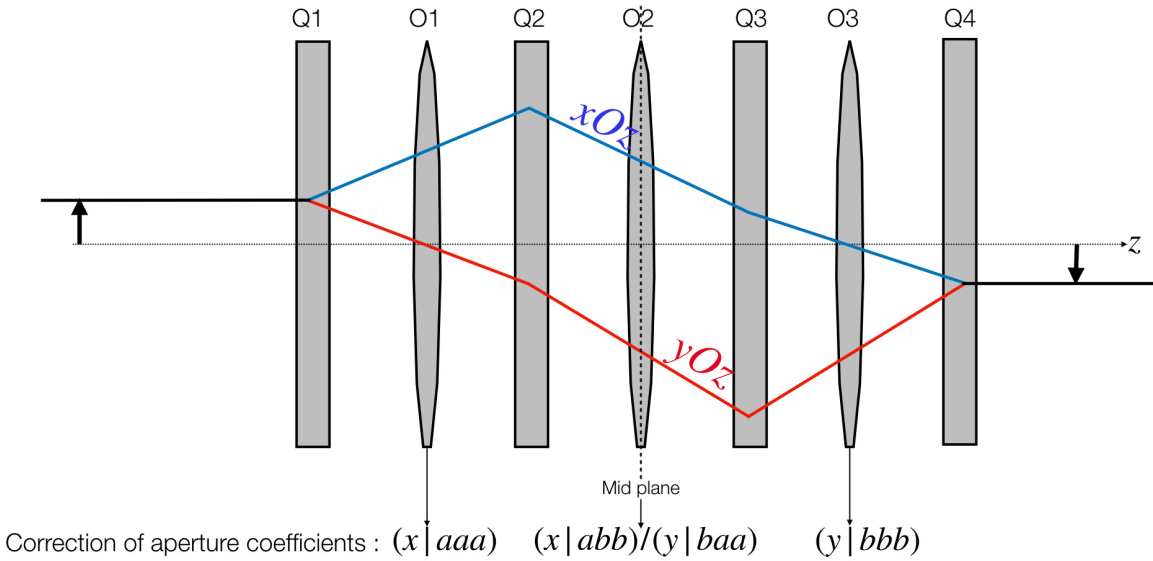 Q1 O1 Q2 O2 Q3 O3 Q4
xOz
z
yOz
Mid plane
Correction of aperture coefficients : (x|aaa) (x|abb)/(y|baa) (y|bbb)